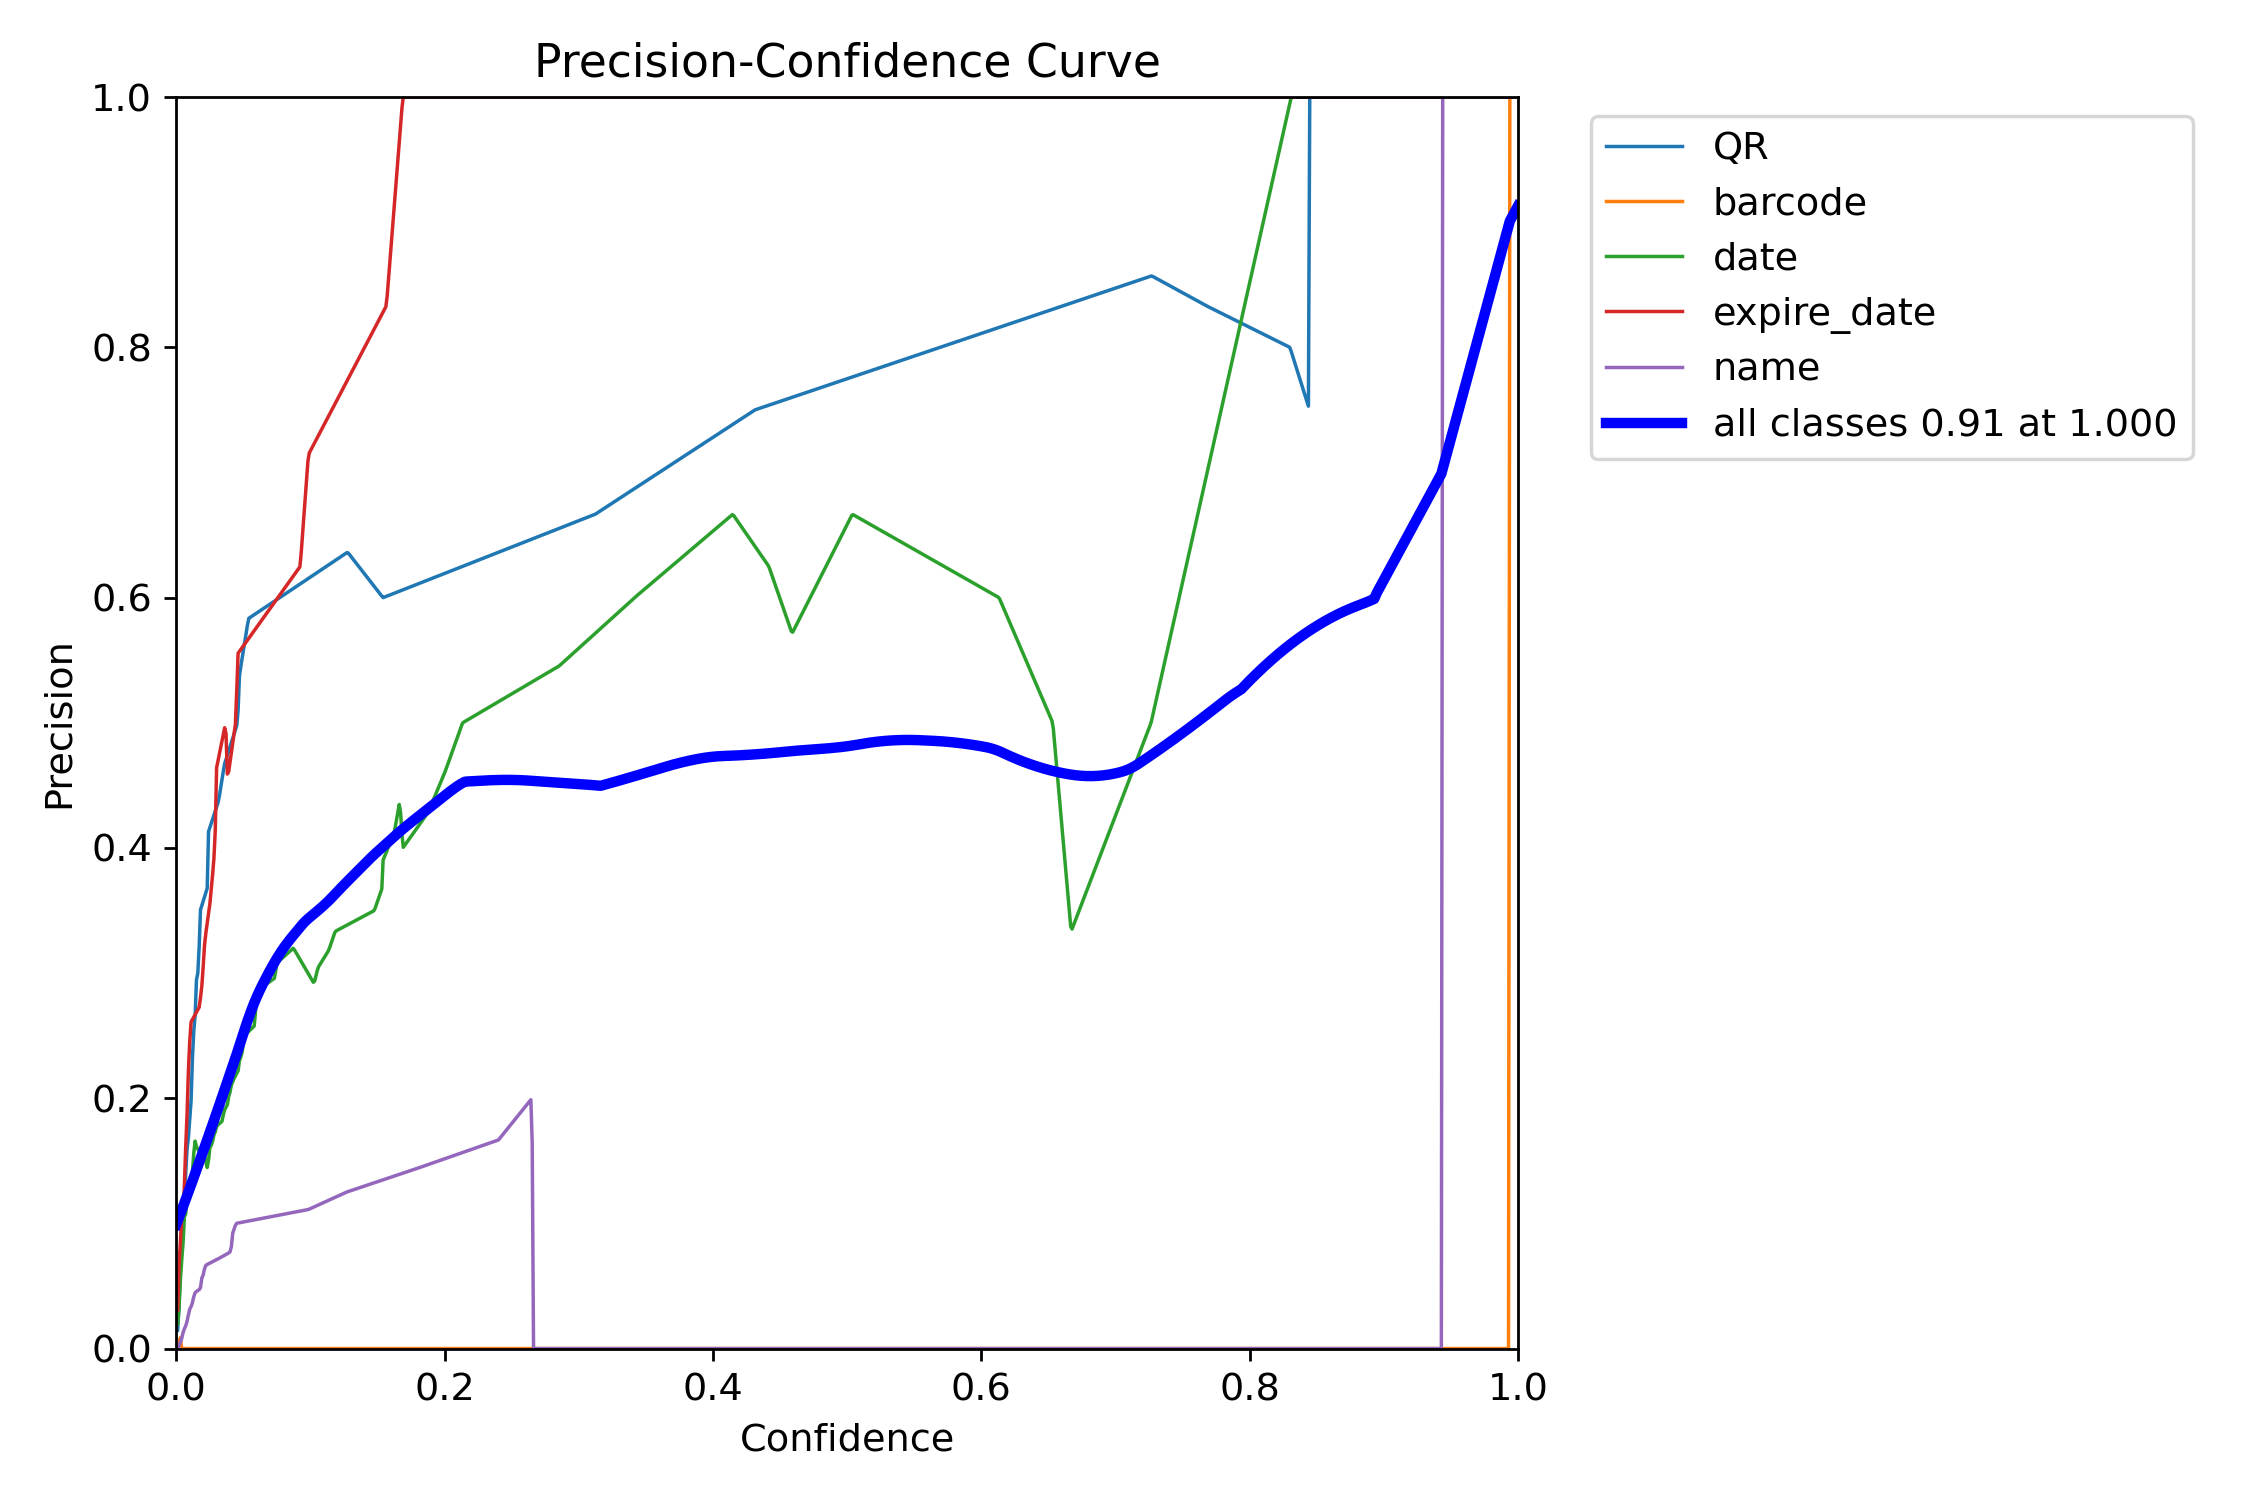 Precision-Confidence Curve
1.0
0.8
0.6
0.4
0.2
0.0
Precision
0.0 0.2 0.4 0.6 0.8 1.0
Confidence
QR
barcode
date
expire_date
name
all classes 0.91 at 1.000